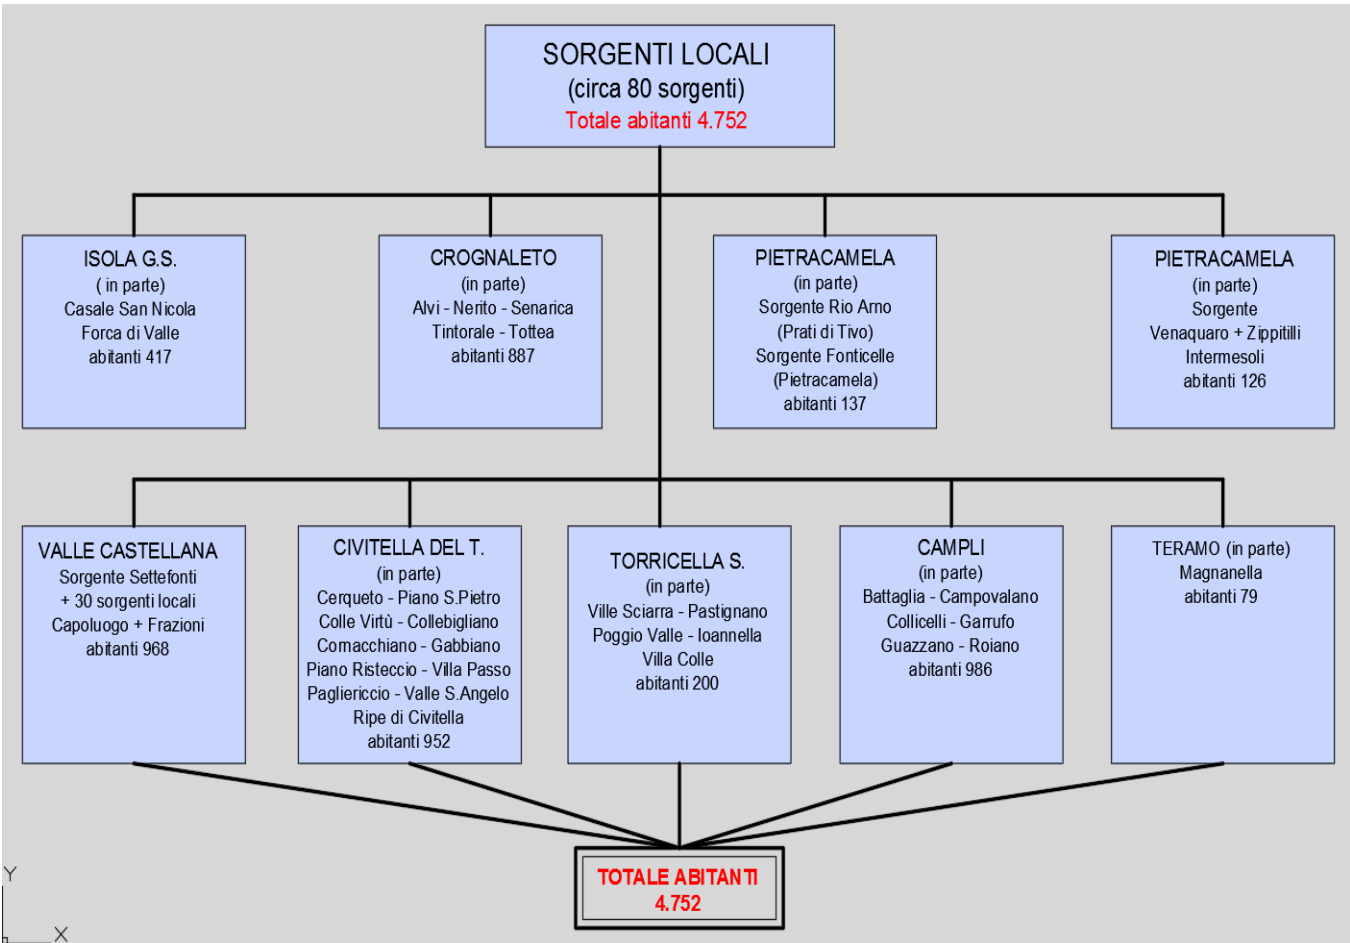 SORGENTI LOCALI
(circa 80 sorgenti)
Totale abitanti 4.752
ISOLA G.S.
( in parte)
Casale San Nicola
Forca di Valle
abitanti 417
CROGNALETO
(in parte)
Alvi - Nerito - Senarica
Tintorale - Tottea
abitanti 887
PIETRACAMELA
(in parte)
Sorgente Rio Arno
(Prati di Tivo)
Sorgente Fonticelle
(Pietracamela)
abitanti 137
PIETRACAMELA
(in parte)
Sorgente
Venaquaro + Zippitilli
Intermesoli
abitanti 126
VALLE CASTELLANA
Sorgente Settefonti
+ 30 sorgenti locali
Capoluogo + Frazioni
abitanti 968
CIVITELLA DEL T.
(in parte)
Cerqueto - Piano S.Pietro
Colle Virtù - Collebigliano
Cornacchiano - Gabbiano
Piano Risteccio - Villa Passo
Pagliericcio - Valle S.Angelo
Ripe di Civitella
abitanti 952
TORRICELLA S.
(in parte)
Ville Sciarra - Pastignano
Poggio Valle - Ioannella
Villa Colle
abitanti 200
CAMPLI
(in parte)
Battaglia - Campovalano
Collicelli - Garrufo
Guazzano - Roiano
abitanti 986
TERAMO (in parte)
Magnanella
abitanti 79
TOTALE ABITANTI
4.752
Y
X